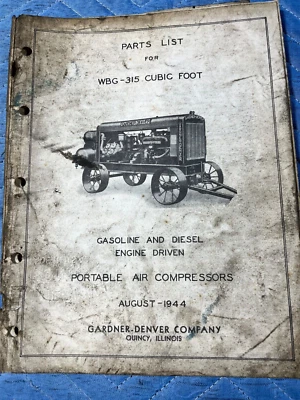 PARTS LIST
FOR
WBG-315 CUBIC FOOT
GASOLINE AND DIESEL
ENGINE DRIVEN
PORTABLE AIR COMPRESSORS
AUGUST-1944
GARDNER-DENVER COMPANY
QUINCY, ILLINOIS